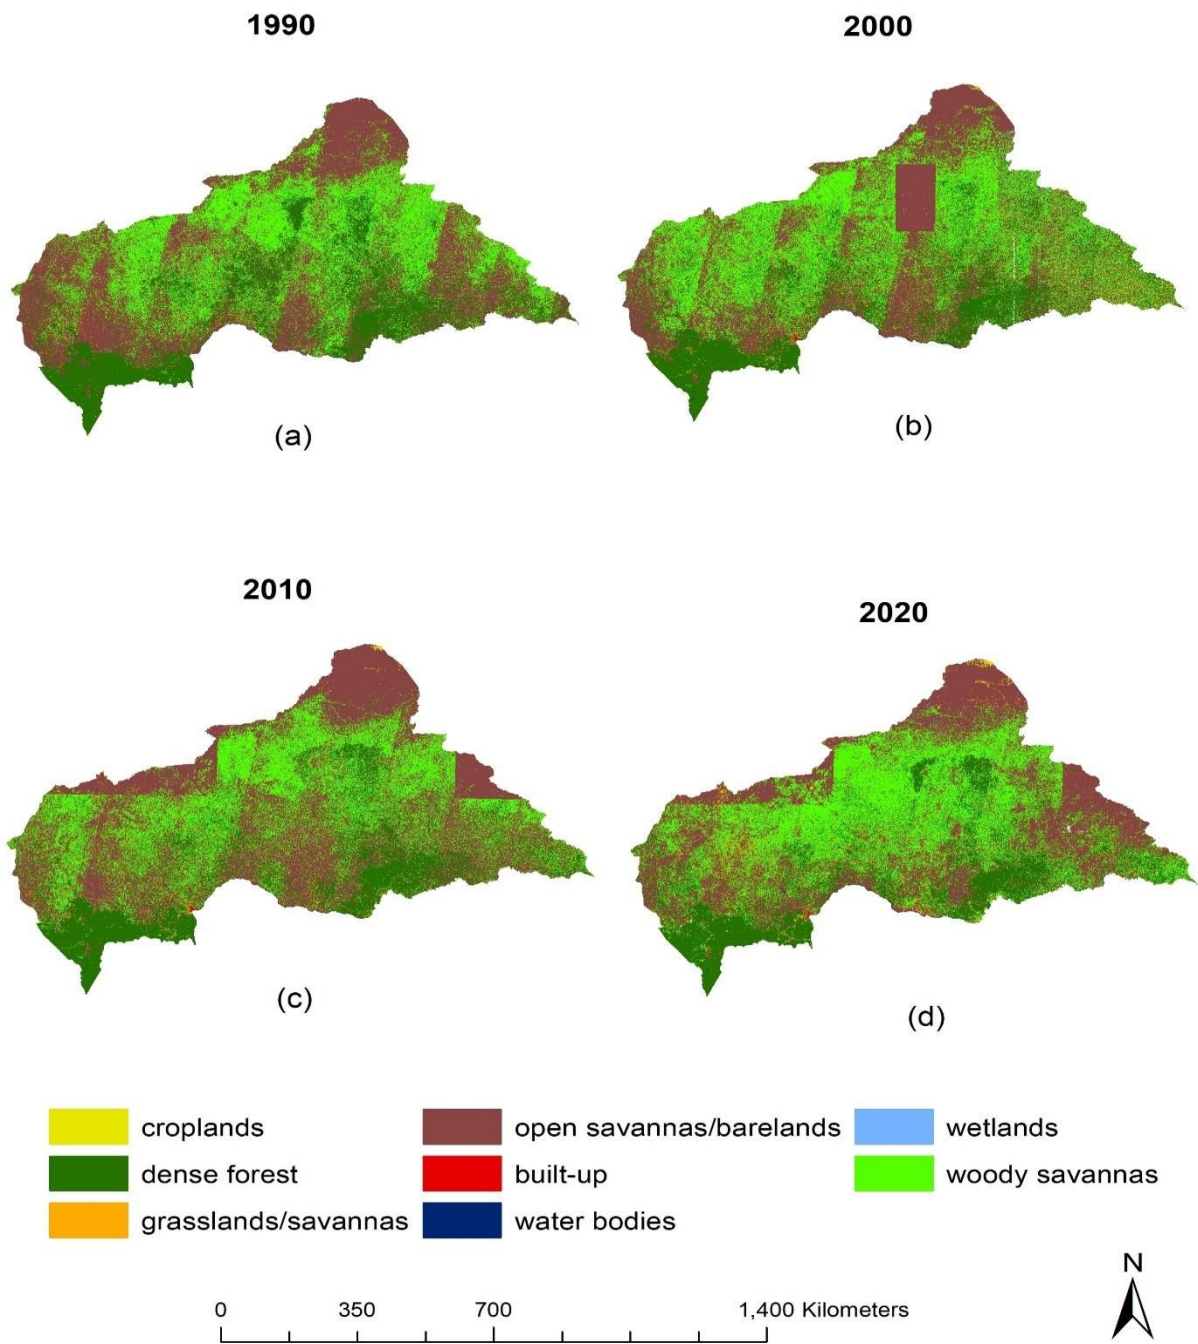 1990
2000
(a)
(b)
2010
2020
(c)
(d)
croplands
open savannas/barelands
wetlands
dense forest
built-up
woody savannas
grasslands/savannas
water bodies
N
0 350 700 1,400 Kilometers